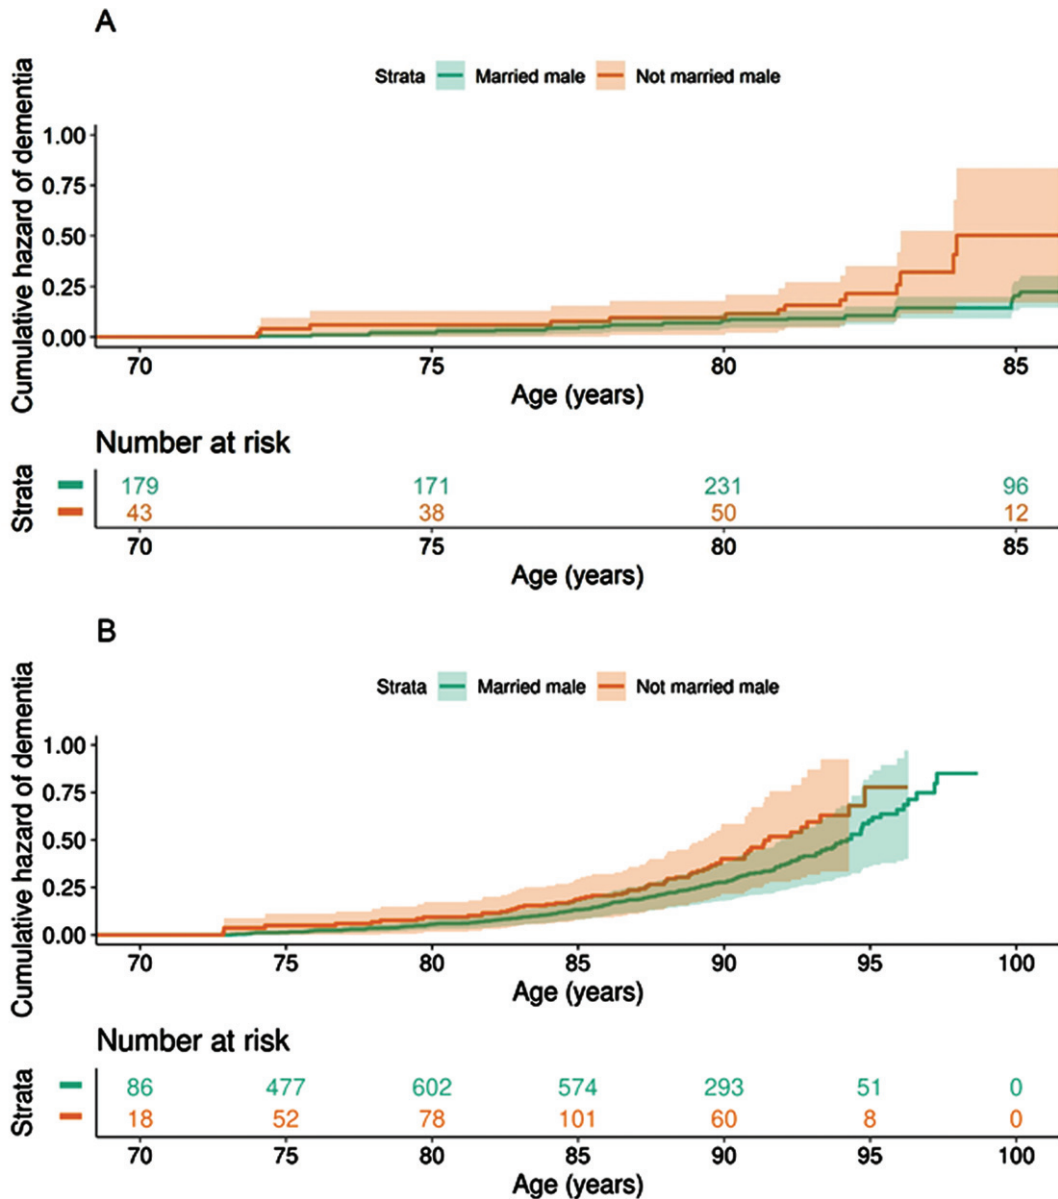 A
Strata Married male Not married male
Cumulative hazard of dementia
1.00
0.75
0.50
0.25
0.00
70 75 80 85
Age (years)
Number at risk
Strata
179 171 231 96
43 38 50 12
70 75 80 85
Age (years)
B
Strata Married male Not married male
Cumulative hazard of dementia
1.00
0.75
0.50
0.25
0.00
70 75 80 85 90 95 100
Age (years)
Number at risk
Strata
86 477 602 574 293 51 0
18 52 78 101 60 8 0
70 75 80 85 90 95 100
Age (years)